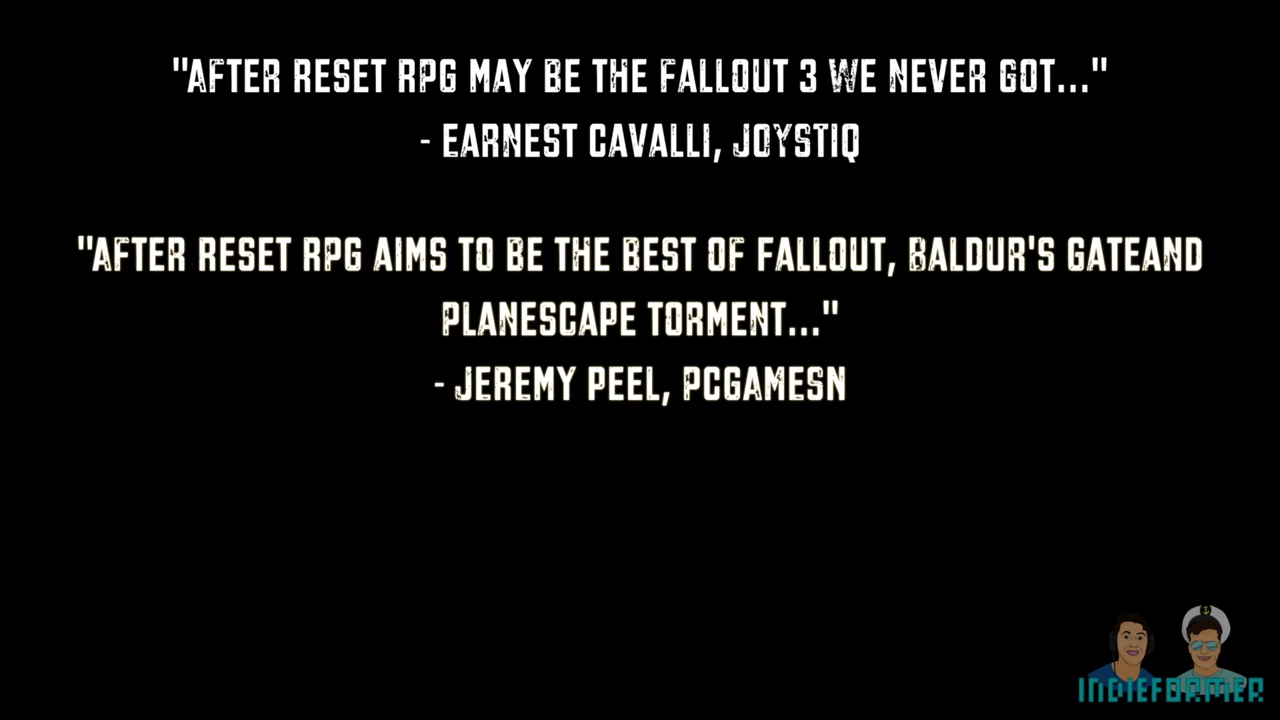 "AFTER RESET RPG MAY BE THE FALLOUT 3 WE NEVER GOT..."
- EARNEST CAVALLI, JOYSTIQ
"AFTER RESET RPG AIMS TO BE THE BEST OF FALLOUT, BALDUR'S GATEAND
PLANESCAPE TORMENT..."
- JEREMY PEEL, PCGAMESN
INDIEFORMER